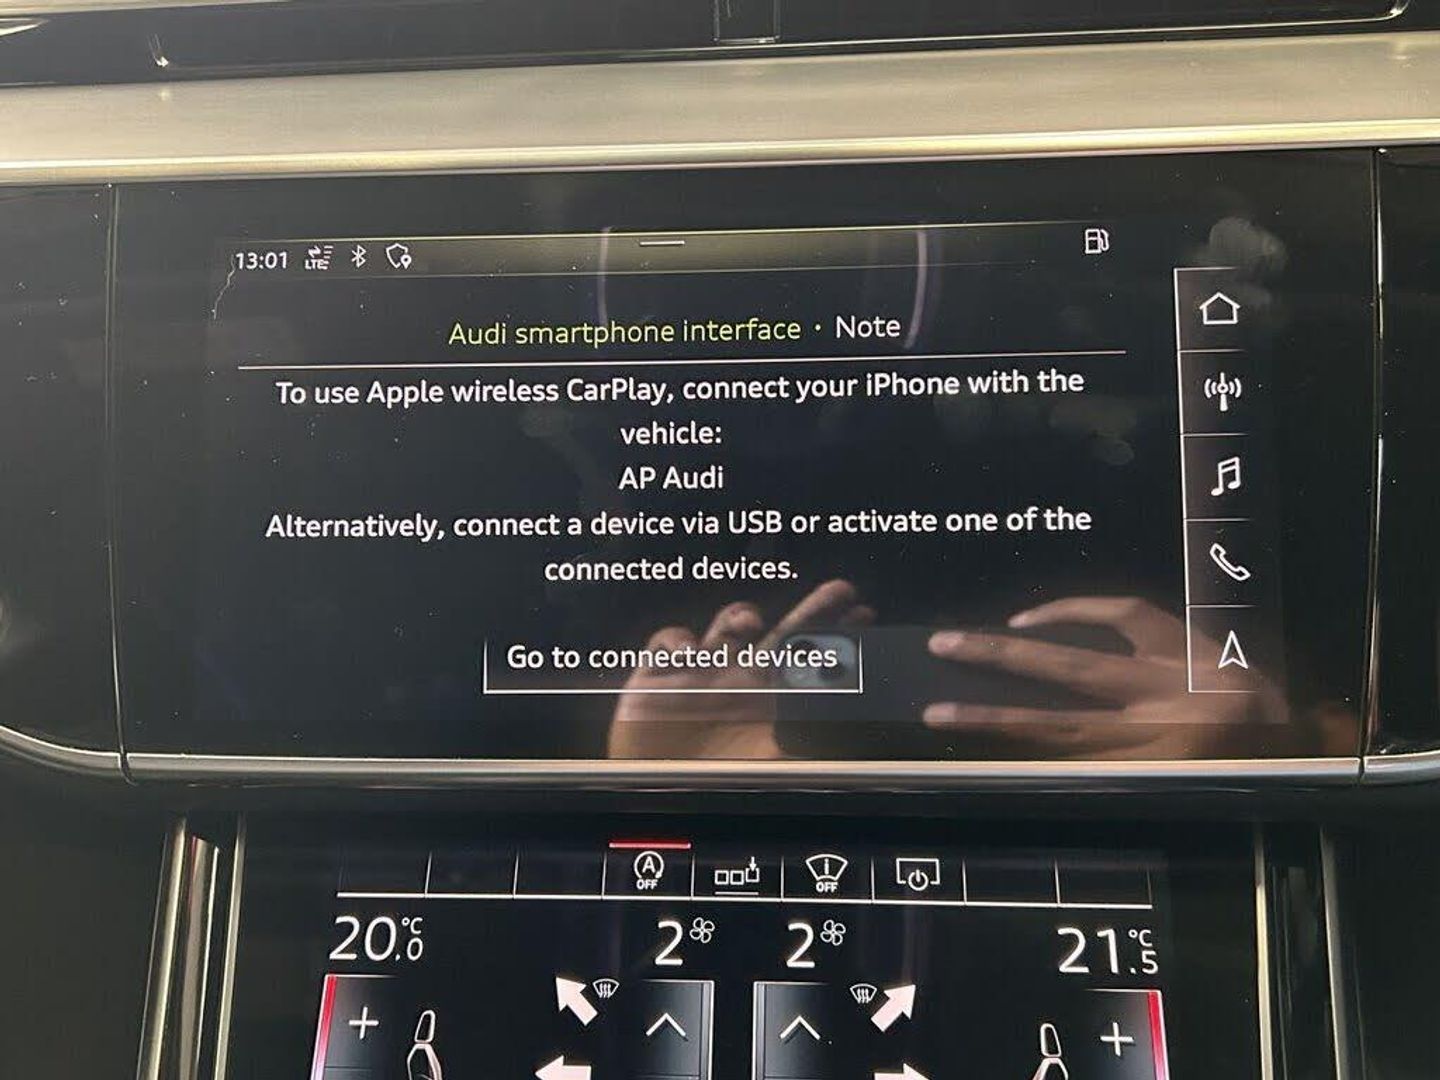 13:01 LTE
Audi smartphone interface • Note
To use Apple wireless CarPlay, connect your iPhone with the
vehicle:
AP Audi
Alternatively, connect a device via USB or activate one of the
connected devices.
Go to connected devices
A OFF
OFF
20.0 °C
2
2
21.5 °C